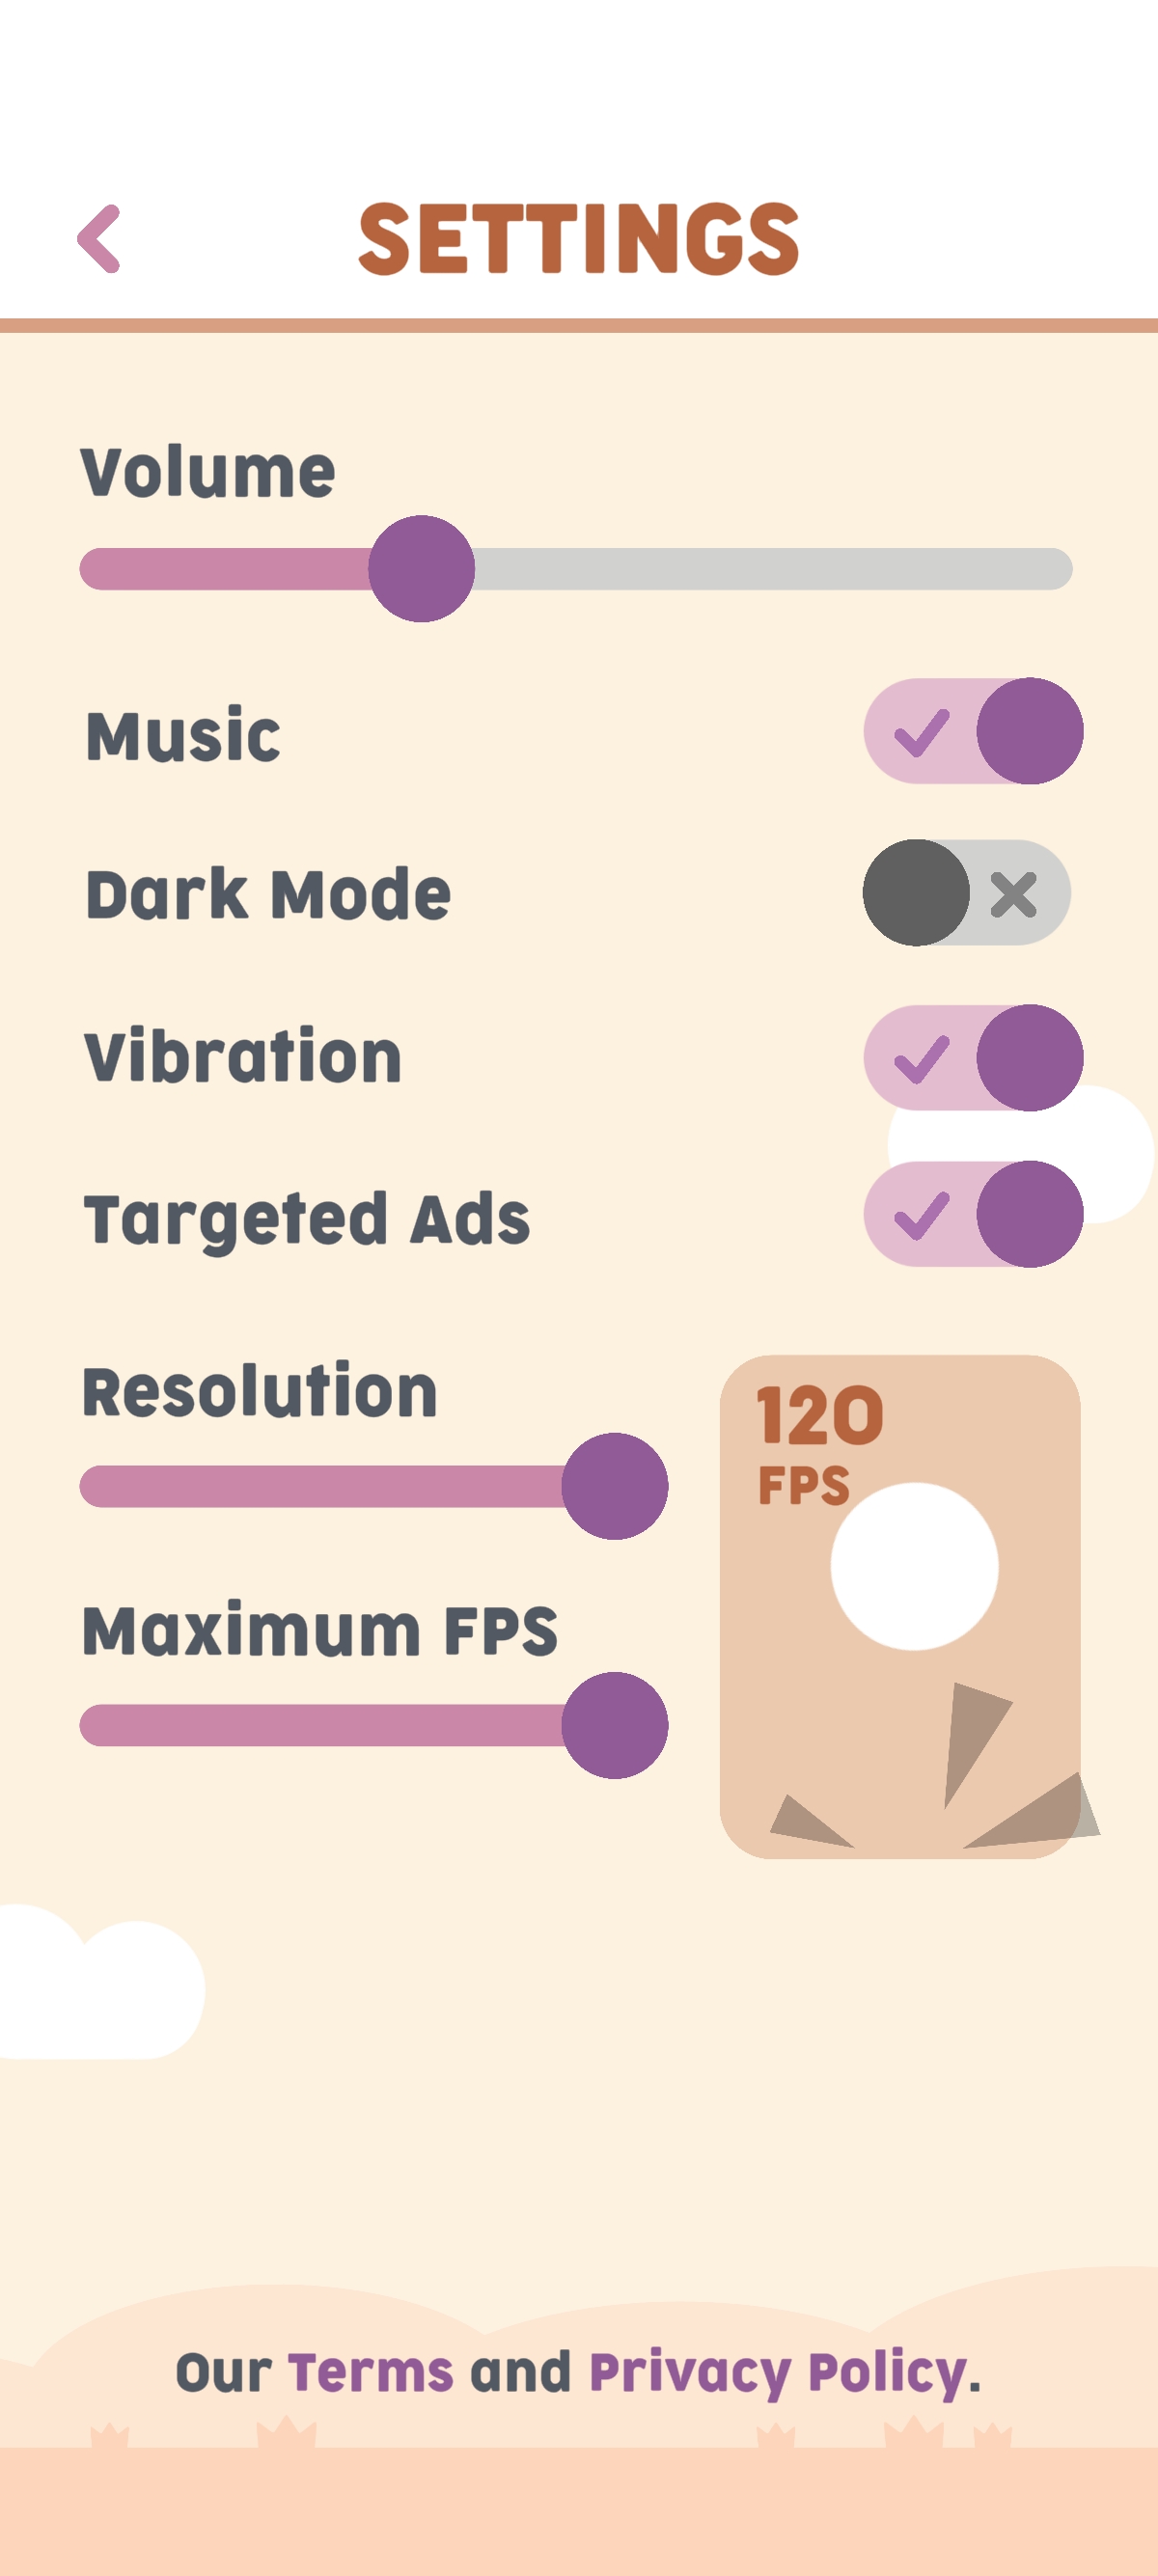 SETTINGS
Volume
Music
Dark Mode
Vibration
Targeted Ads
Resolution
120
FPS
Maximum FPS
Our Terms and Privacy Policy.